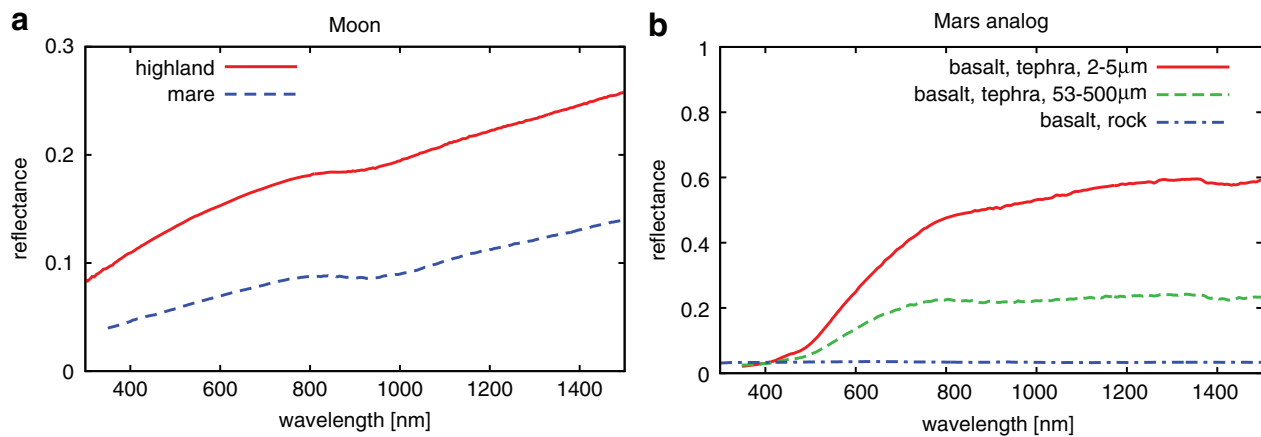 a
Moon
0.3
0.2
0.1
0
reflectance
highland
mare
400
600
800
1000
1200
1400
wavelength [nm]
b
Mars analog
1
0.8
0.6
0.4
0.2
0
reflectance
basalt, tephra, 2-5μm
basalt, tephra, 53-500μm
basalt, rock
400
600
800
1000
1200
1400
wavelength [nm]